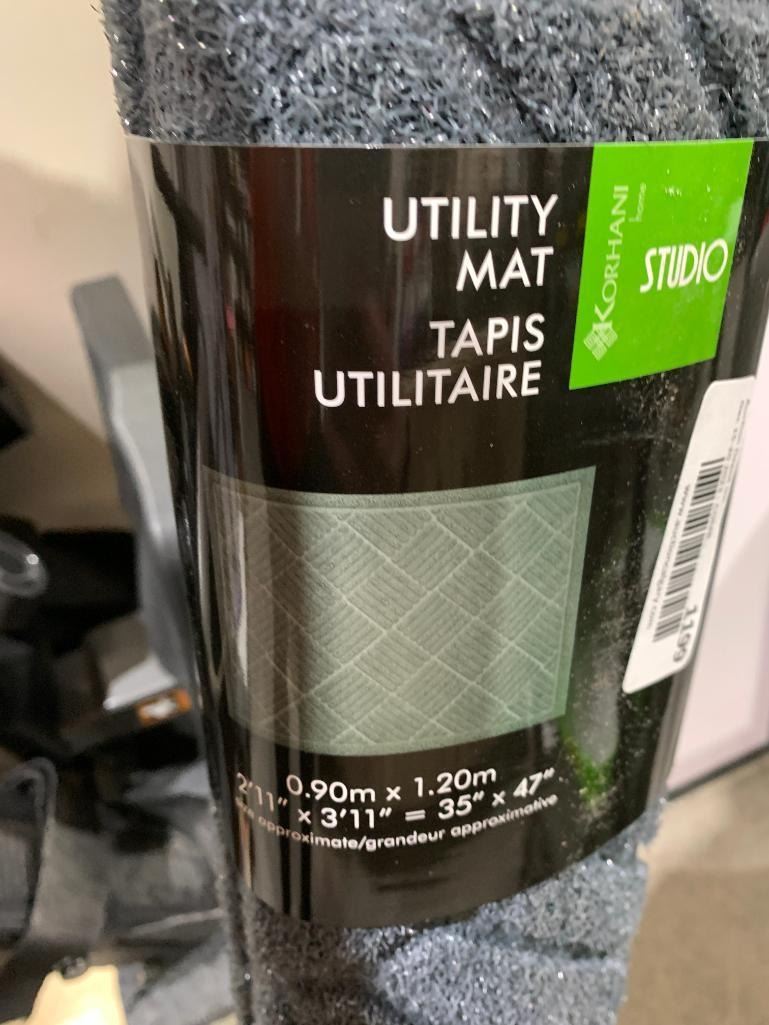 UTILITY
MAT
TAPIS
UTILITAIRE
KORHANI
home
STUDIO
1199
0.90m x 1.20m
2'11" x 3'11" = 35" x 47"
approximate/grandeur approximative